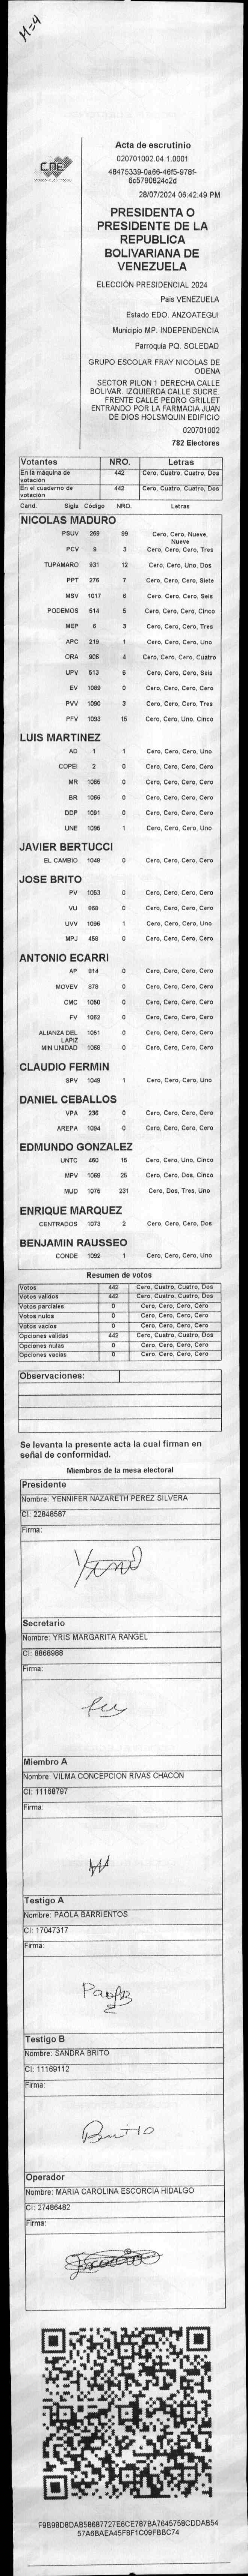 M=4
CNE
Acta de escrutinio
020701002.04.1.0001
48475339-0a66-46f5-978f-
6c5790824c2d
28/07/2024 06:42:49 PM
PRESIDENTA O
PRESIDENTE DE LA
REPUBLICA
BOLIVARIANA DE
VENEZUELA
ELECCIÓN PRESIDENCIAL 2024
Pais VENEZUELA
Estado EDO. ANZOATEGUI
Municipio MP. INDEPENDENCIA
Parroquia PQ. SOLEDAD
GRUPO ESCOLAR FRAY NICOLAS DE
ODENA
SECTOR PILON 1 DERECHA CALLE
BOLIVAR. IZQUIERDA CALLE SUCRE.
FRENTE CALLE PEDRO GRILLET
ENTRANDO POR LA FARMACIA JUAN
DE DIOS HOLSMQUIN EDIFICIO
020701002
782 Electores
Votantes NRO. Letras
En la máquina de votación 442 Cero, Cuatro, Cuatro, Dos
En el cuaderno de votación 442 Cero, Cuatro, Cuatro, Dos
Cand. Sigla Código NRO. Letras
NICOLAS MADURO
PSUV 269 99 Cero, Cero, Nueve, Nueve
PCV 9 3 Cero, Cero, Cero, Tres
TUPAMARO 931 12 Cero, Cero, Uno, Dos
PPT 276 7 Cero, Cero, Cero, Siete
MSV 1017 6 Cero, Cero, Cero, Seis
PODEMOS 514 5 Cero, Cero, Cero, Cinco
MEP 6 3 Cero, Cero, Cero, Tres
APC 219 1 Cero, Cero, Cero, Uno
ORA 906 4 Cero, Cero, Cero, Cuatro
UPV 513 6 Cero, Cero, Cero, Seis
EV 1089 0 Cero, Cero, Cero, Cero
PVV 1090 3 Cero, Cero, Cero, Tres
PFV 1093 15 Cero, Cero, Uno, Cinco
LUIS MARTINEZ
AD 1 1 Cero, Cero, Cero, Uno
COPEI 2 0 Cero, Cero, Cero, Cero
MR 1065 0 Cero, Cero, Cero, Cero
BR 1066 0 Cero, Cero, Cero, Cero
DDP 1091 0 Cero, Cero, Cero, Cero
UNE 1095 1 Cero, Cero, Cero, Uno
JAVIER BERTUCCI
EL CAMBIO 1048 0 Cero, Cero, Cero, Cero
JOSE BRITO
PV 1053 0 Cero, Cero, Cero, Cero
VU 868 0 Cero, Cero, Cero, Cero
UVV 1096 1 Cero, Cero, Cero, Uno
MPJ 458 0 Cero, Cero, Cero, Cero
ANTONIO ECARRI
AP 814 0 Cero, Cero, Cero, Cero
MOVEV 878 0 Cero, Cero, Cero, Cero
CMC 1050 0 Cero, Cero, Cero, Cero
FV 1062 0 Cero, Cero, Cero, Cero
ALIANZA DEL LAPIZ 1051 0 Cero, Cero, Cero, Cero
MIN UNIDAD 1069 0 Cero, Cero, Cero, Cero
CLAUDIO FERMIN
SPV 1049 1 Cero, Cero, Cero, Uno
DANIEL CEBALLOS
VPA 236 0 Cero, Cero, Cero, Cero
AREPA 1094 0 Cero, Cero, Cero, Cero
EDMUNDO GONZALEZ
UNTC 460 15 Cero, Cero, Uno, Cinco
MPV 1069 25 Cero, Cero, Dos, Cinco
MUD 1075 231 Cero, Dos, Tres, Uno
ENRIQUE MARQUEZ
CENTRADOS 1073 2 Cero, Cero, Cero, Dos
BENJAMIN RAUSSEO
CONDE 1092 1 Cero, Cero, Cero, Uno
Resumen de votos
Votos 442 Cero, Cuatro, Cuatro, Dos
Votos validos 442 Cero, Cuatro, Cuatro, Dos
Votos parciales 0 Cero, Cero, Cero, Cero
Votos nulos 0 Cero, Cero, Cero, Cero
Votos vacios 0 Cero, Cero, Cero, Cero
Opciones validas 442 Cero, Cuatro, Cuatro, Dos
Opciones nulas 0 Cero, Cero, Cero, Cero
Opciones vacias 0 Cero, Cero, Cero, Cero
Observaciones:
Se levanta la presente acta la cual firman en
señal de conformidad.
Miembros de la mesa electoral
Presidente
Nombre: YENNIFER NAZARETH PEREZ SILVERA
CI: 22848587
Firma:
Secretario
Nombre: YRIS MARGARITA RANGEL
CI: 8868988
Firma:
Miembro A
Nombre: VILMA CONCEPCION RIVAS CHACON
CI: 11168797
Firma:
Testigo A
Nombre: PAOLA BARRIENTOS
CI: 17047317
Firma:
Testigo B
Nombre: SANDRA BRITO
CI: 11169112
Firma:
Brito
Operador
Nombre: MARIA CAROLINA ESCORCIA HIDALGO
CI: 27486482
Firma:
F9B98D8DAB58687727E6CE787BA7645758CDDAB54
57A6BAEA45F8F1C09FBBC74